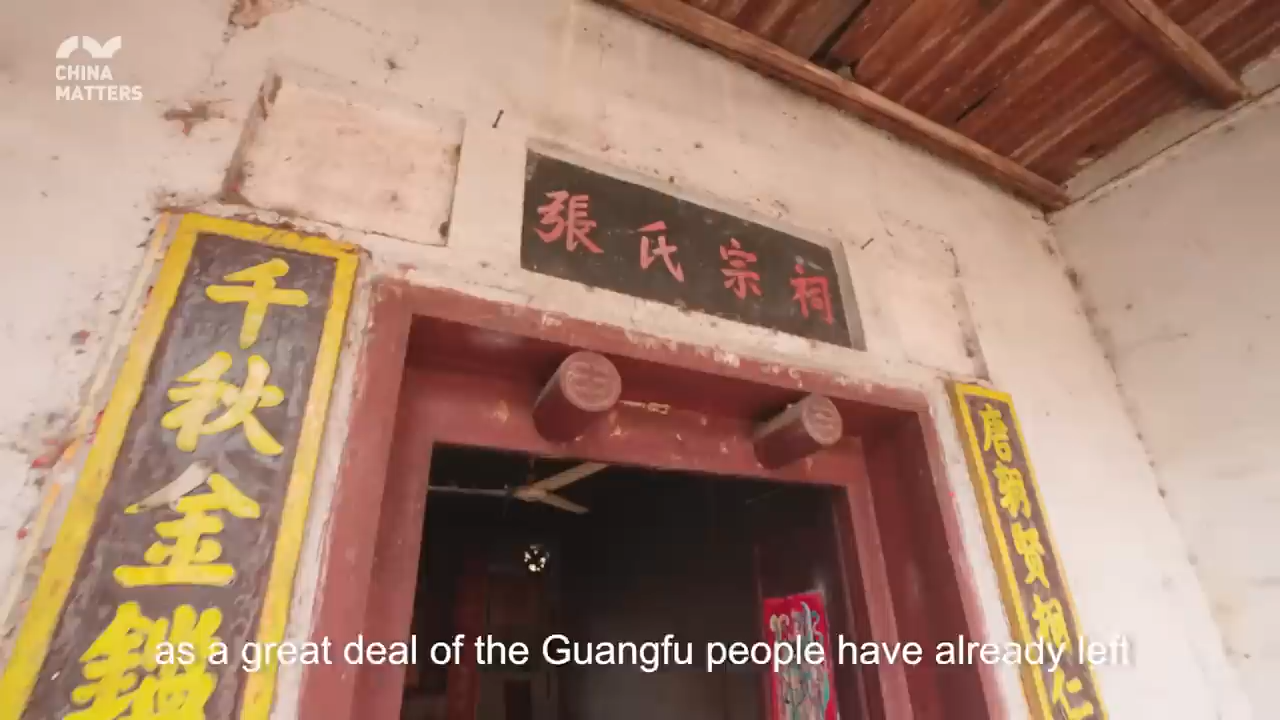 CHINA
MATTERS
張氏宗祠
千秋金鑑
唐朝賢相仁
as a great deal of the Guangfu people have already left